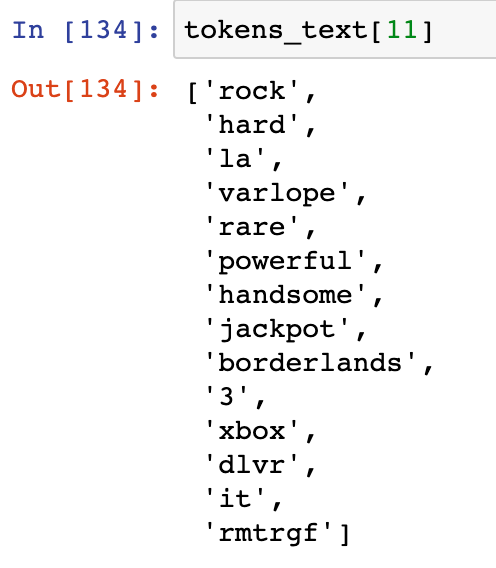 In [134]: tokens_text[11]
Out[134]: ['rock',
'hard',
'la',
'varlope',
'rare',
'powerful',
'handsome',
'jackpot',
'borderlands',
'3',
'xbox',
'dlvr',
'it',
'rmtrgf']